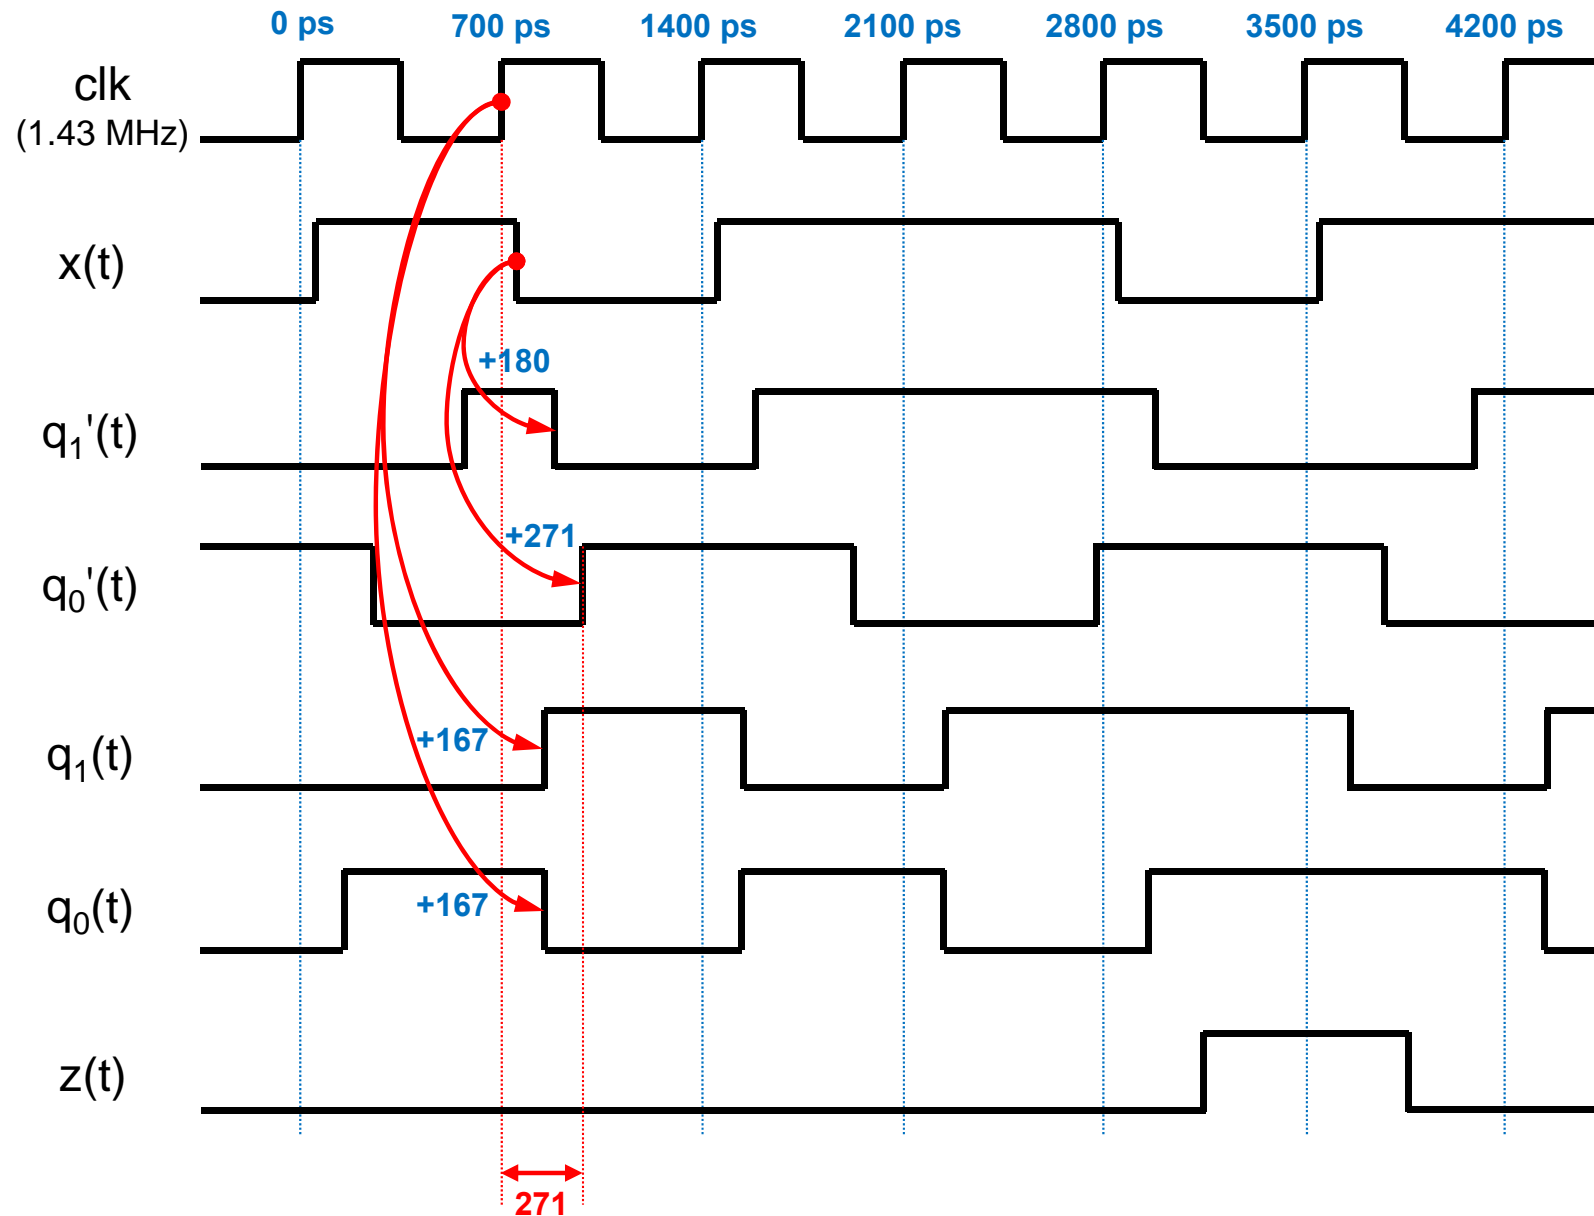 0 ps 700 ps 1400 ps 2100 ps 2800 ps 3500 ps 4200 ps
clk
(1.43 MHz)
x(t)
+180
q1'(t)
+271
q0'(t)
+167
q1(t)
+167
q0(t)
z(t)
271